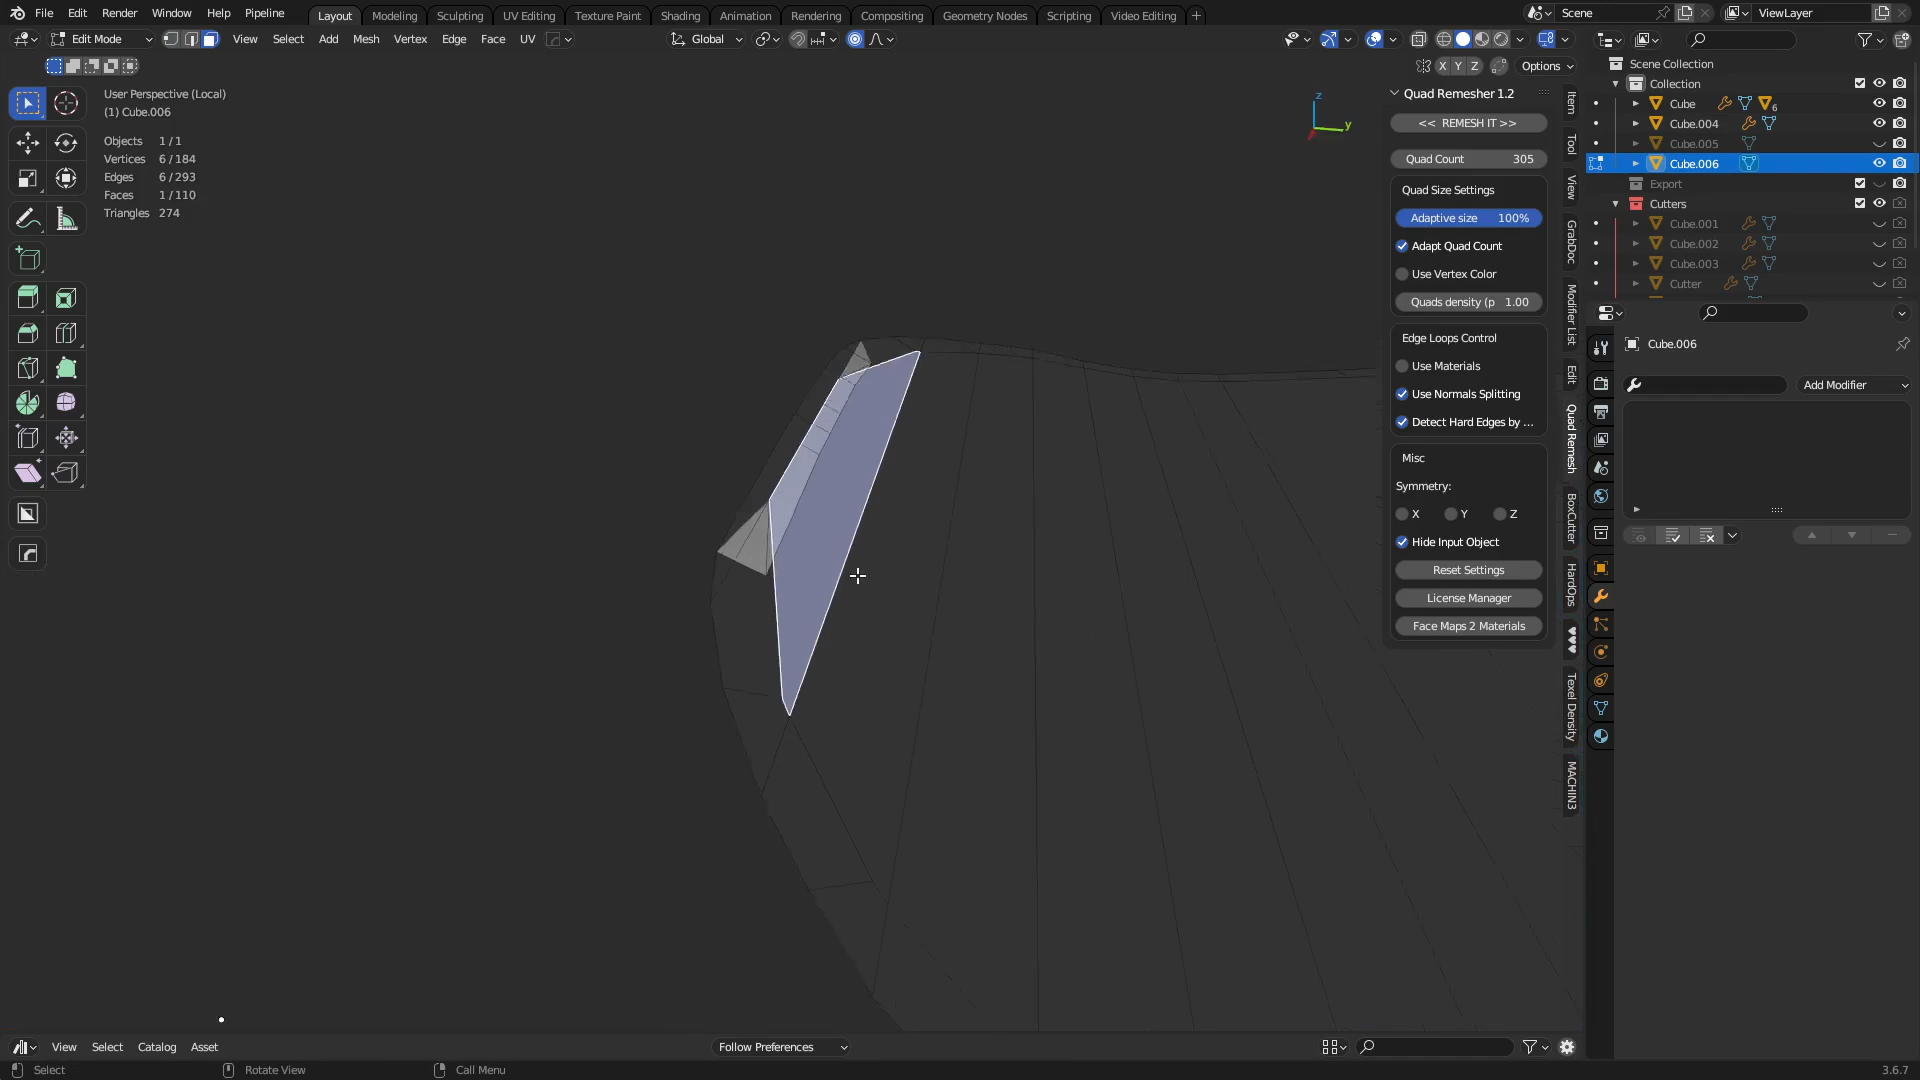 File Edit Render Window Help Pipeline
Layout Modeling Sculpting UV Editing Texture Paint Shading Animation Rendering Compositing Geometry Nodes Scripting Video Editing +
Scene
ViewLayer
Edit Mode View Select Add Mesh Vertex Edge Face UV
Global
X Y Z Options
User Perspective (Local)
(1) Cube.006
Objects 1 / 1
Vertices 6 / 184
Edges 6 / 293
Faces 1 / 110
Triangles 274
z
y
Quad Remesher 1.2
<< REMESH IT >>
Quad Count 305
Quad Size Settings
Adaptive size 100%
Adapt Quad Count
Use Vertex Color
Quads density (p 1.00
Edge Loops Control
Use Materials
Use Normals Splitting
Detect Hard Edges by ...
Misc
Symmetry:
X Y Z
Hide Input Object
Reset Settings
License Manager
Face Maps 2 Materials
Item
Tool
View
GrabDoc
Modifier List
Edit
Quad Remesh
BoxCutter
HardOps
♥♥♥
Texel Density
MACHIN3
Scene Collection
Collection
Cube 6
Cube.004
Cube.005
Cube.006
Export
Cutters
Cube.001
Cube.002
Cube.003
Cutter
Cube.006
Add Modifier
View Select Catalog Asset
Follow Preferences
Select Rotate View Call Menu
3.6.7